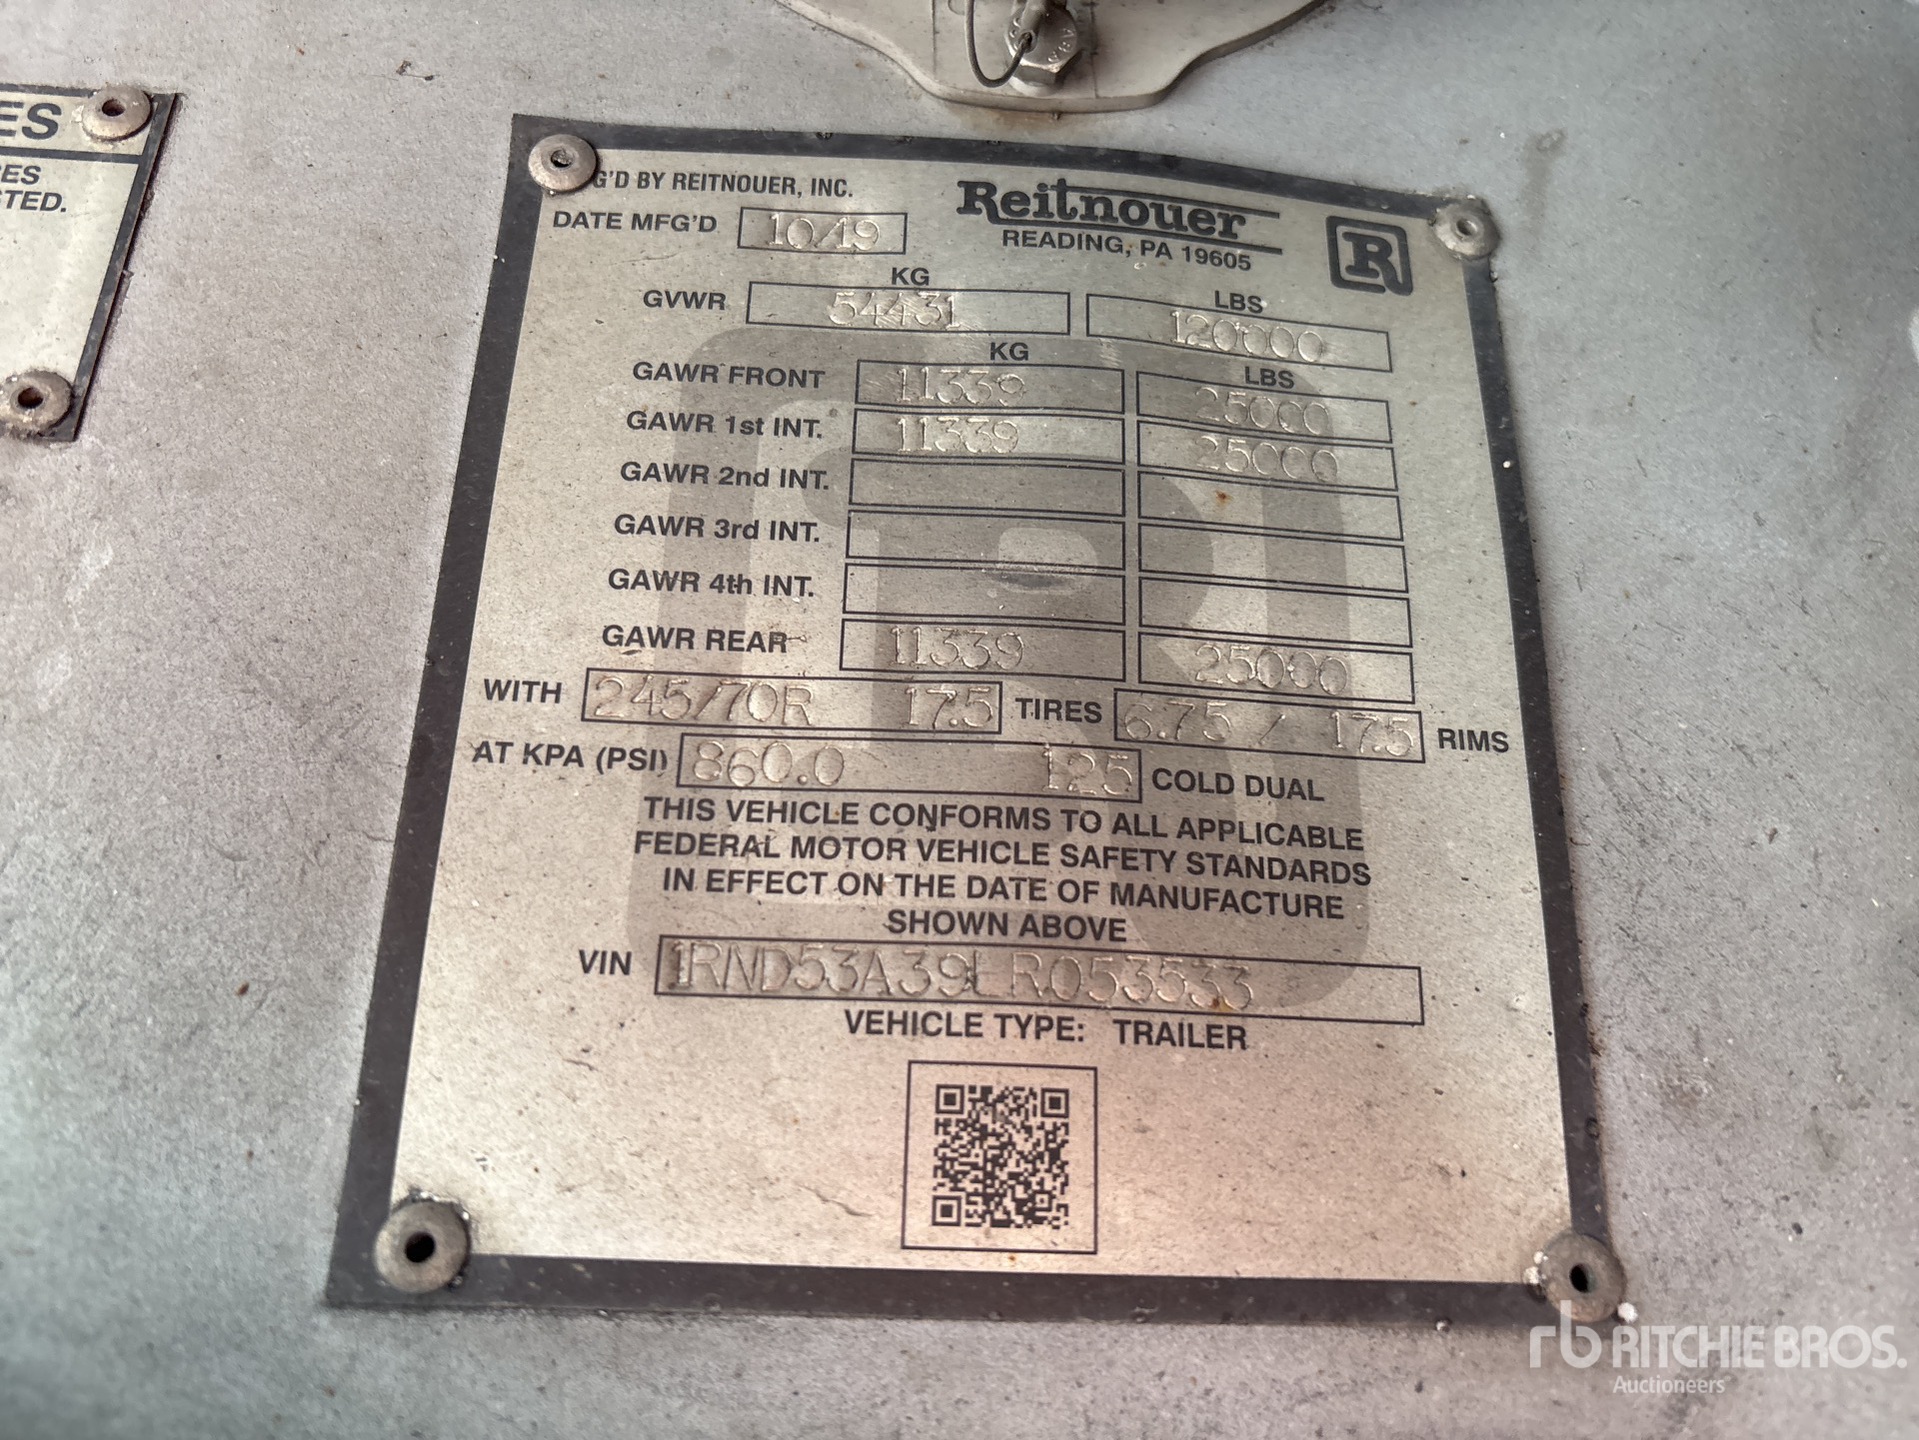 ES
ES
TED.
G'D BY REITNOUER, INC.
DATE MFG'D 10/19
Reitnouer
READING, PA 19605
R
KG LBS
GVWR 54431 120000
KG LBS
GAWR FRONT 11339 25000
GAWR 1st INT. 11339 25000
GAWR 2nd INT.
GAWR 3rd INT.
GAWR 4th INT.
GAWR REAR 11339 25000
WITH 245/70R 17.5 TIRES 6.75 / 17.5 RIMS
AT KPA (PSI) 860.0 125 COLD DUAL
THIS VEHICLE CONFORMS TO ALL APPLICABLE
FEDERAL MOTOR VEHICLE SAFETY STANDARDS
IN EFFECT ON THE DATE OF MANUFACTURE
SHOWN ABOVE
VIN 1RND53A39LR053533
VEHICLE TYPE: TRAILER
rb RITCHIE BROS.
Auctioneers